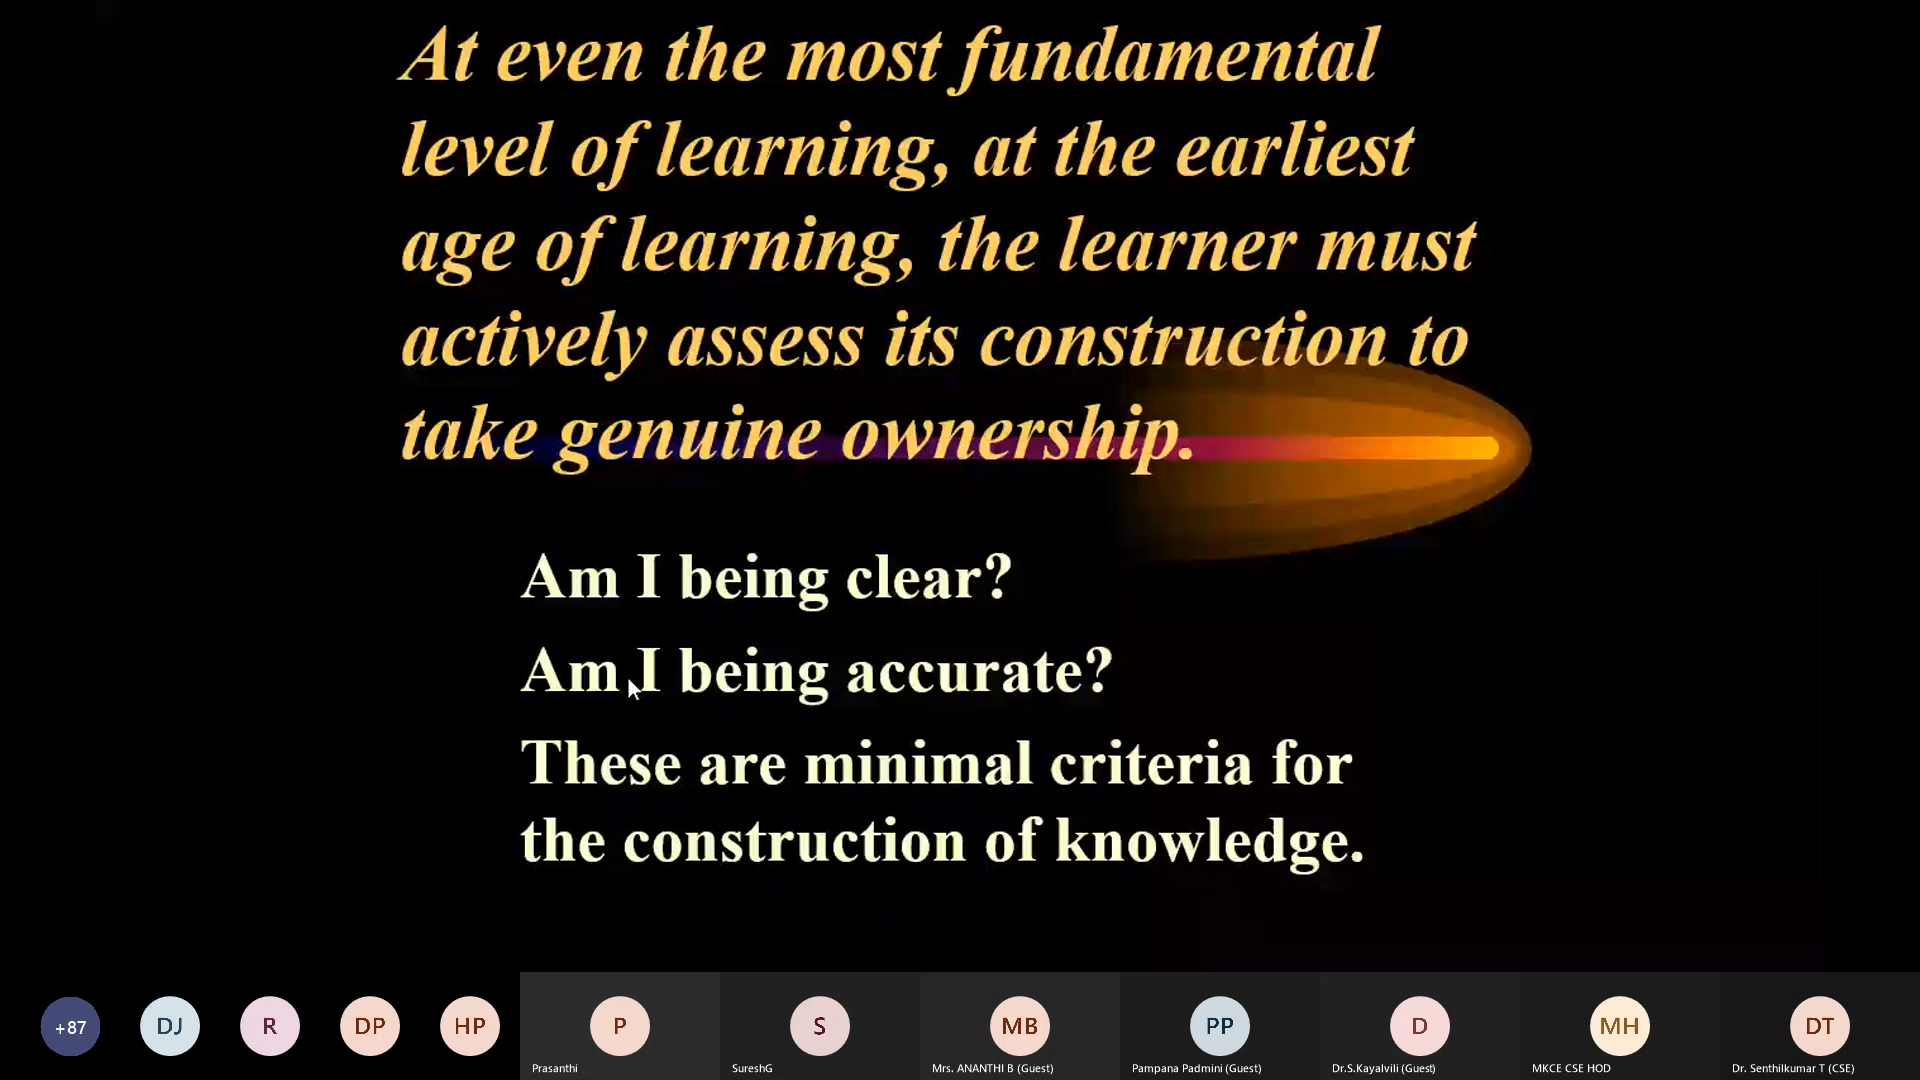 At even the most fundamental
level of learning, at the earliest
age of learning, the learner must
actively assess its construction to
take genuine ownership.
Am I being clear?
Am I being accurate?
These are minimal criteria for
the construction of knowledge.
+87 DJ R DP HP P S MB PP D MH DT
Prasanthi SureshG Mrs. ANANTHI B (Guest) Pampana Padmini (Guest) Dr.S.Kayalvili (Guest) MKCE CSE HOD Dr. Senthilkumar T (CSE)